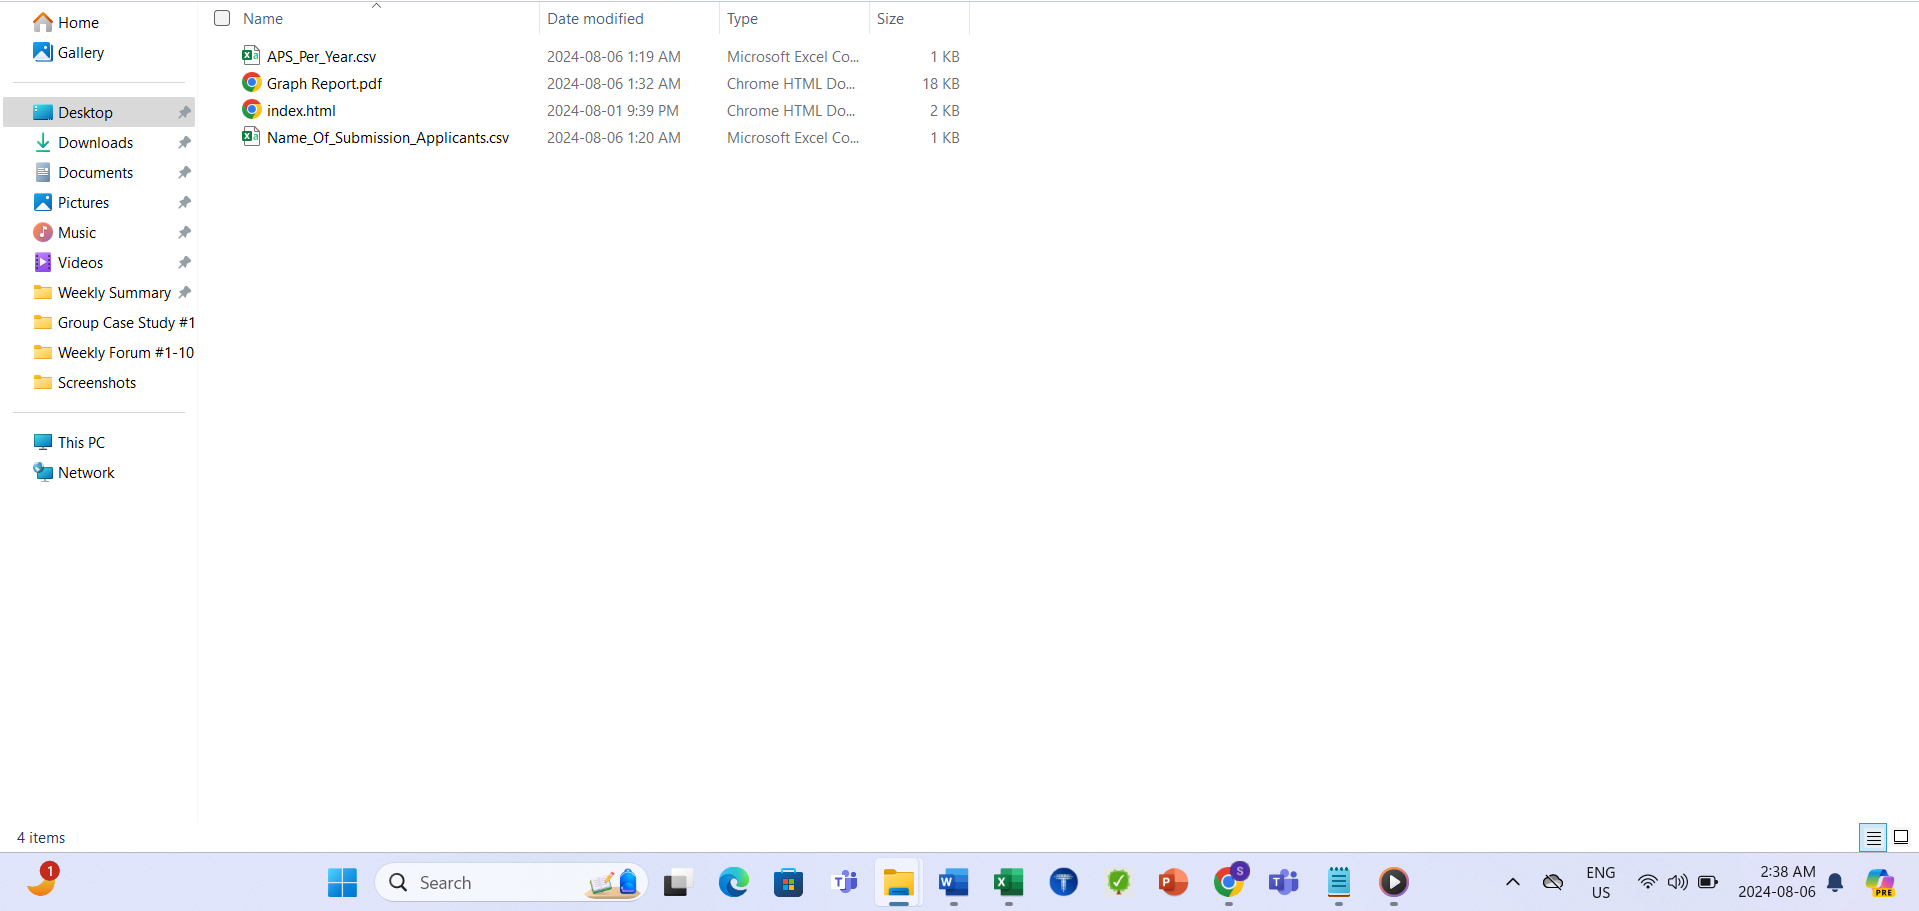 Home
Gallery
Desktop
Downloads
Documents
Pictures
Music
Videos
Weekly Summary
Group Case Study #1
Weekly Forum #1-10
Screenshots
This PC
Network
Name Date modified Type Size
APS_Per_Year.csv 2024-08-06 1:19 AM Microsoft Excel Co... 1 KB
Graph Report.pdf 2024-08-06 1:32 AM Chrome HTML Do... 18 KB
index.html 2024-08-01 9:39 PM Chrome HTML Do... 2 KB
Name_Of_Submission_Applicants.csv 2024-08-06 1:20 AM Microsoft Excel Co... 1 KB
4 items
1
Search
S
ENG
US
2:38 AM
2024-08-06
PRE